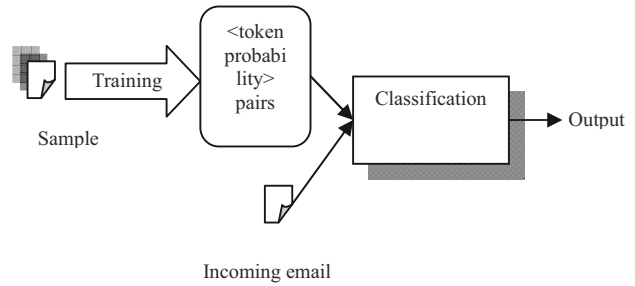 Sample
Training
<token
probabi
lity>
pairs
Classification
Output
Incoming email